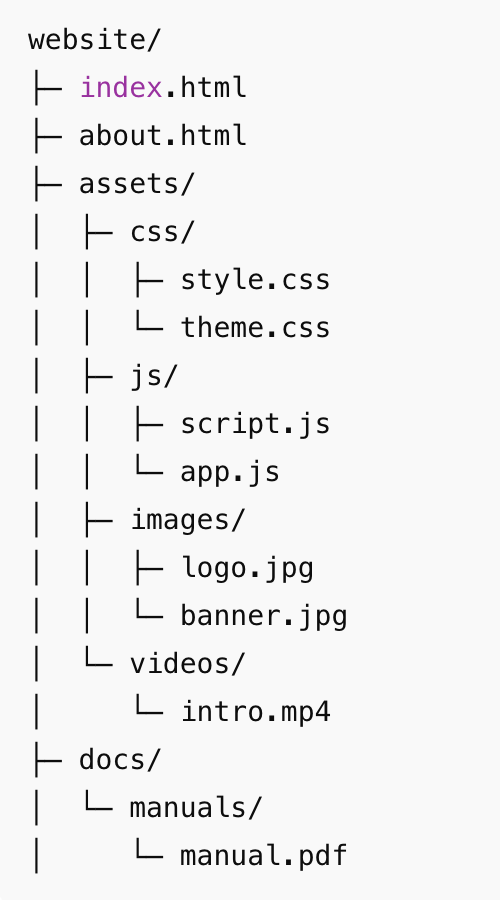 website/
├─ index.html
├─ about.html
├─ assets/
│  ├─ css/
│  │  ├─ style.css
│  │  └─ theme.css
│  ├─ js/
│  │  ├─ script.js
│  │  └─ app.js
│  ├─ images/
│  │  ├─ logo.jpg
│  │  └─ banner.jpg
│  └─ videos/
│     └─ intro.mp4
├─ docs/
│  └─ manuals/
│     └─ manual.pdf